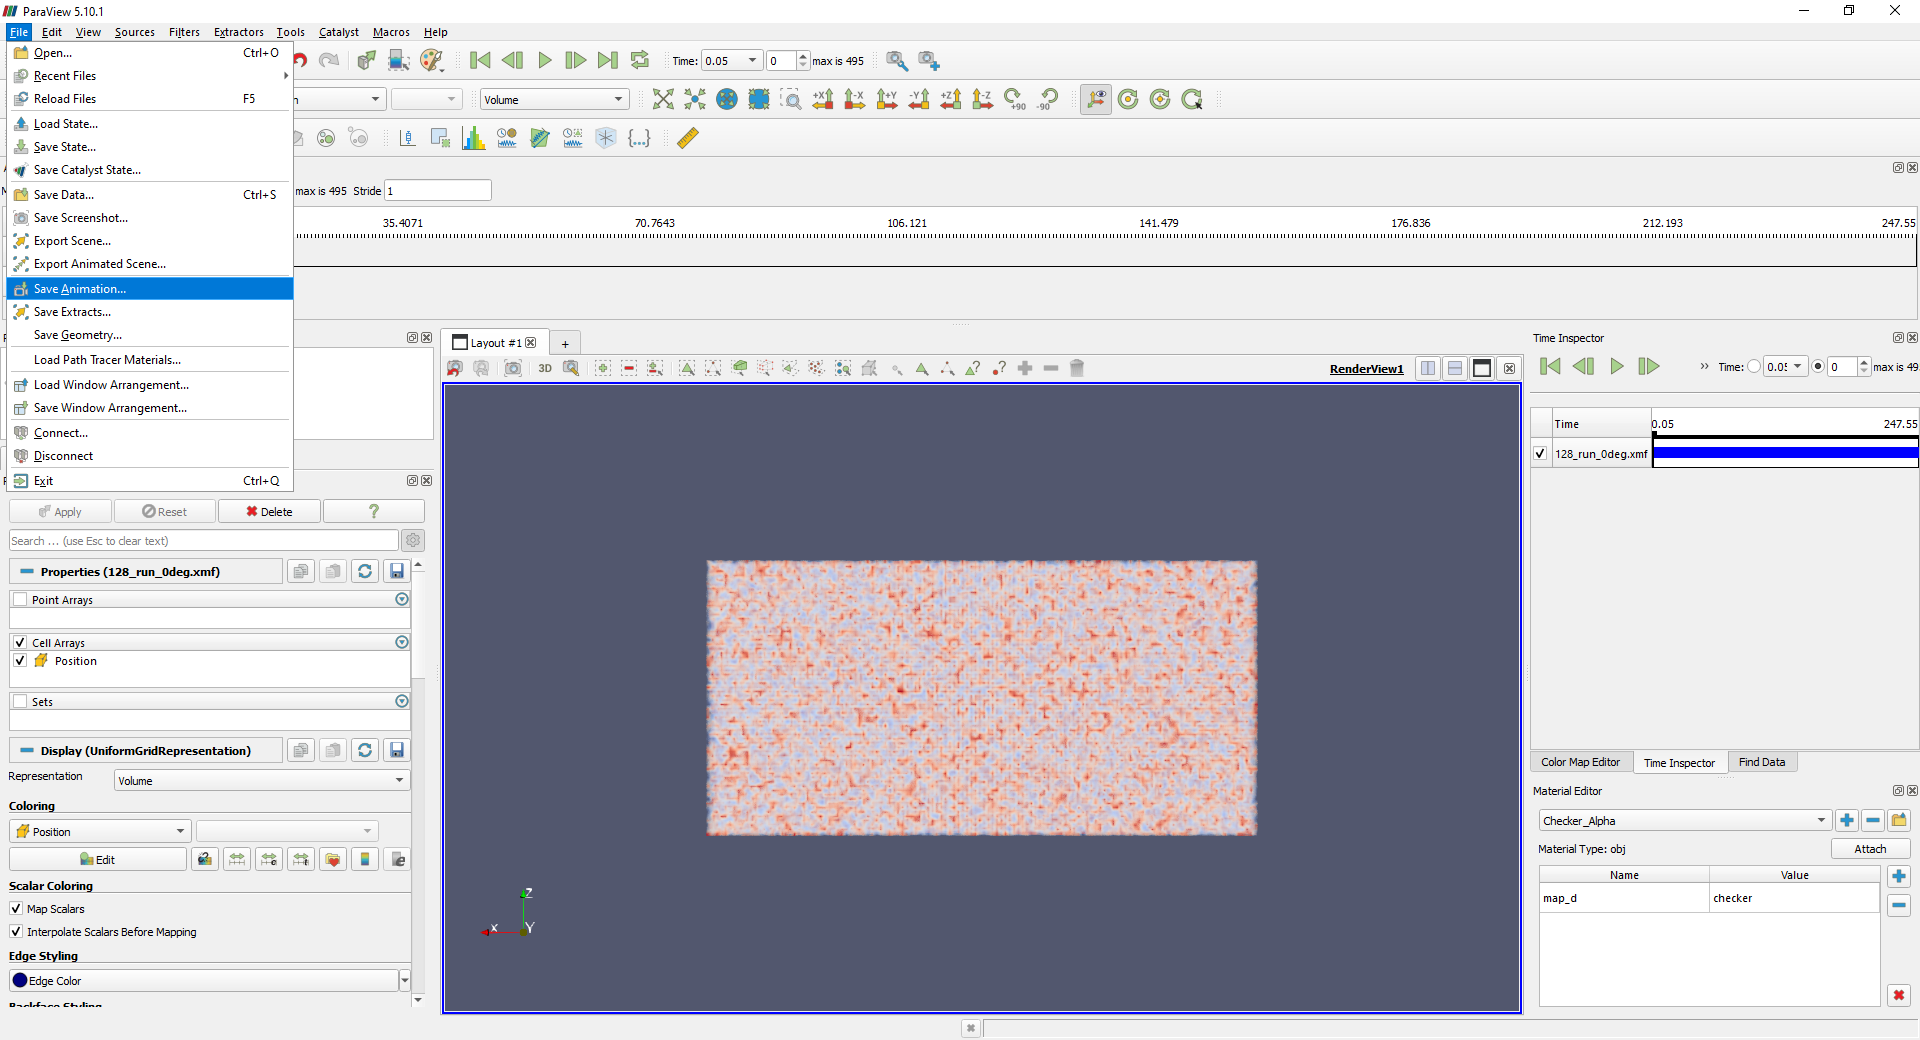 ParaView 5.10.1
File Edit View Sources Filters Extractors Tools Catalyst Macros Help
Open... Ctrl+O
Recent Files
Reload Files F5
Load State...
Save State...
Save Catalyst State...
Save Data... Ctrl+S
Save Screenshot...
Export Scene...
Export Animated Scene...
Save Animation...
Save Extracts...
Save Geometry...
Load Path Tracer Materials...
Load Window Arrangement...
Save Window Arrangement...
Connect...
Disconnect
Exit Ctrl+Q
Time: 0.05 0 max is 495
Volume
+X -X +Y -Y +Z -Z +90 -90
max is 495 Stride 1
35.4071 70.7643 106.121 141.479 176.836 212.193 247.55
Layout #1 +
3D
RenderView1
Z
X
Y
Apply Reset Delete ?
Search ... (use Esc to clear text)
Properties (128_run_0deg.xmf)
Point Arrays
Cell Arrays
Position
Sets
Display (UniformGridRepresentation)
Representation Volume
Coloring
Position
Edit
Scalar Coloring
Map Scalars
Interpolate Scalars Before Mapping
Edge Styling
Edge Color
Backface Styling
Time Inspector
Time: 0.05 0 max is 49
Time 0.05 247.55
128_run_0deg.xmf
Color Map Editor Time Inspector Find Data
Material Editor
Checker_Alpha
Material Type: obj Attach
Name Value
map_d checker